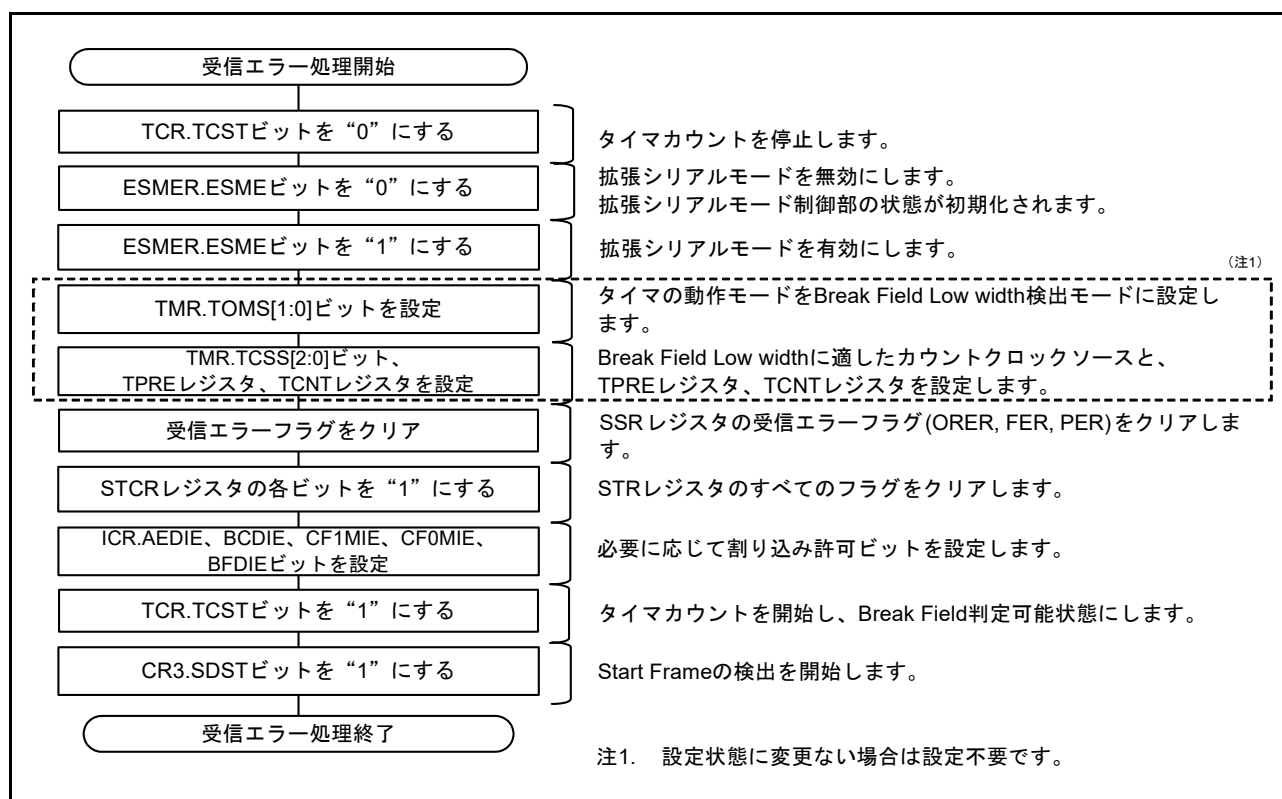 受信エラー処理開始
TCR.TCSTビットを“0”にする
タイマカウントを停止します。
ESMER.ESMEビットを“0”にする
拡張シリアルモードを無効にします。
拡張シリアルモード制御部の状態が初期化されます。
ESMER.ESMEビットを“1”にする
拡張シリアルモードを有効にします。
(注1)
TMR.TOMS[1:0]ビットを設定
タイマの動作モードをBreak Field Low width検出モードに設定し
ます。
TMR.TCSS[2:0]ビット、
TPREレジスタ、TCNTレジスタを設定
Break Field Low widthに適したカウントクロックソースと、
TPREレジスタ、TCNTレジスタを設定します。
受信エラーフラグをクリア
SSRレジスタの受信エラーフラグ(ORER, FER, PER)をクリアしま
す。
STCRレジスタの各ビットを“1”にする
STRレジスタのすべてのフラグをクリアします。
ICR.AEDIE、BCDIE、CF1MIE、CF0MIE、
BFDIEビットを設定
必要に応じて割り込み許可ビットを設定します。
TCR.TCSTビットを“1”にする
タイマカウントを開始し、Break Field判定可能状態にします。
CR3.SDSTビットを“1”にする
Start Frameの検出を開始します。
受信エラー処理終了
注1. 設定状態に変更ない場合は設定不要です。